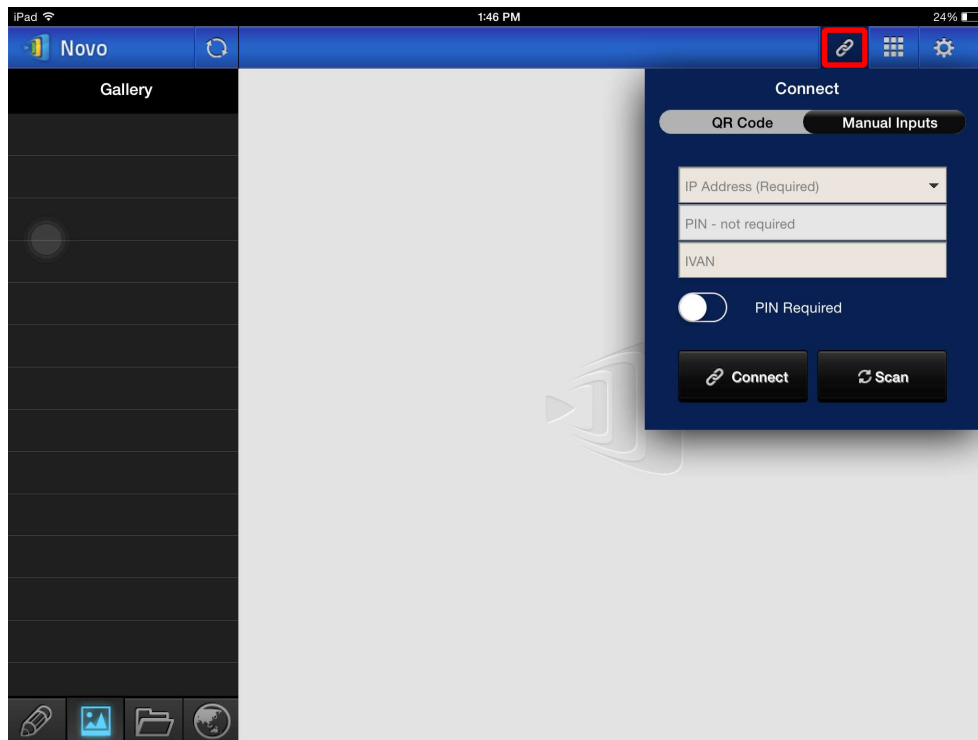 iPad 1:46 PM 24%
Novo
Gallery
Connect
QR Code Manual Inputs
IP Address (Required)
PIN - not required
IVAN
PIN Required
Connect Scan